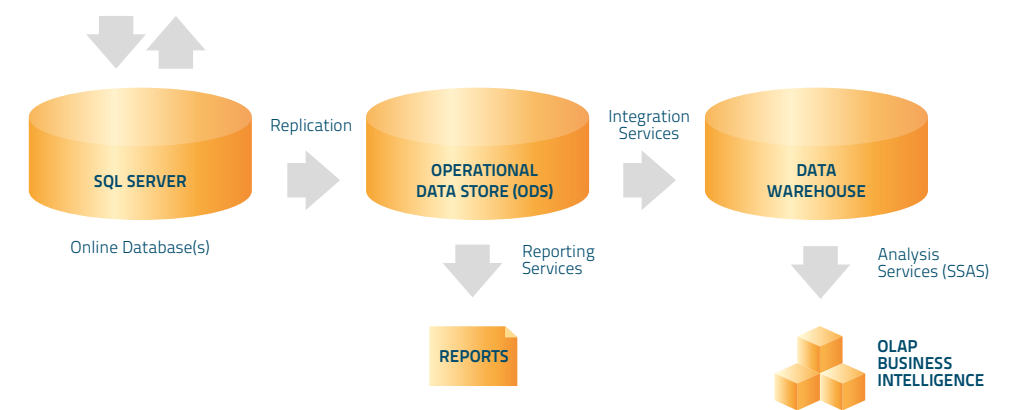 Replication
Integration
Services
SQL SERVER
OPERATIONAL
DATA STORE (ODS)
DATA
WAREHOUSE
Online Database(s)
Reporting
Services
Analysis
Services (SSAS)
REPORTS
OLAP
BUSINESS
INTELLIGENCE